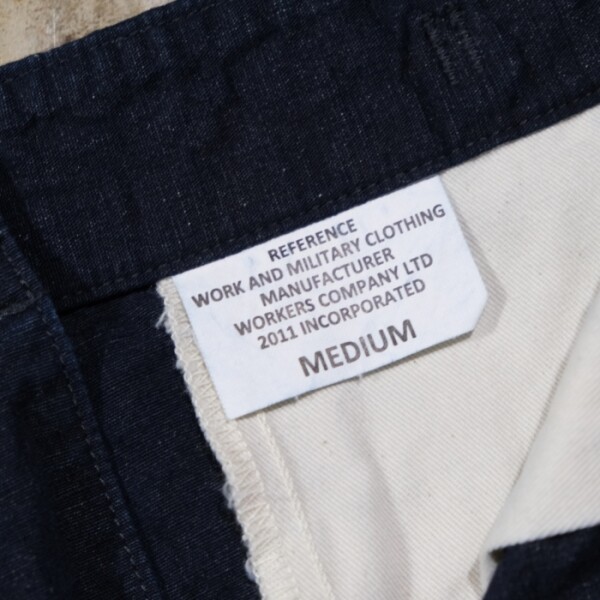 REFERENCE
WORK AND MILITARY CLOTHING
MANUFACTURER
WORKERS COMPANY LTD
2011 INCORPORATED
MEDIUM